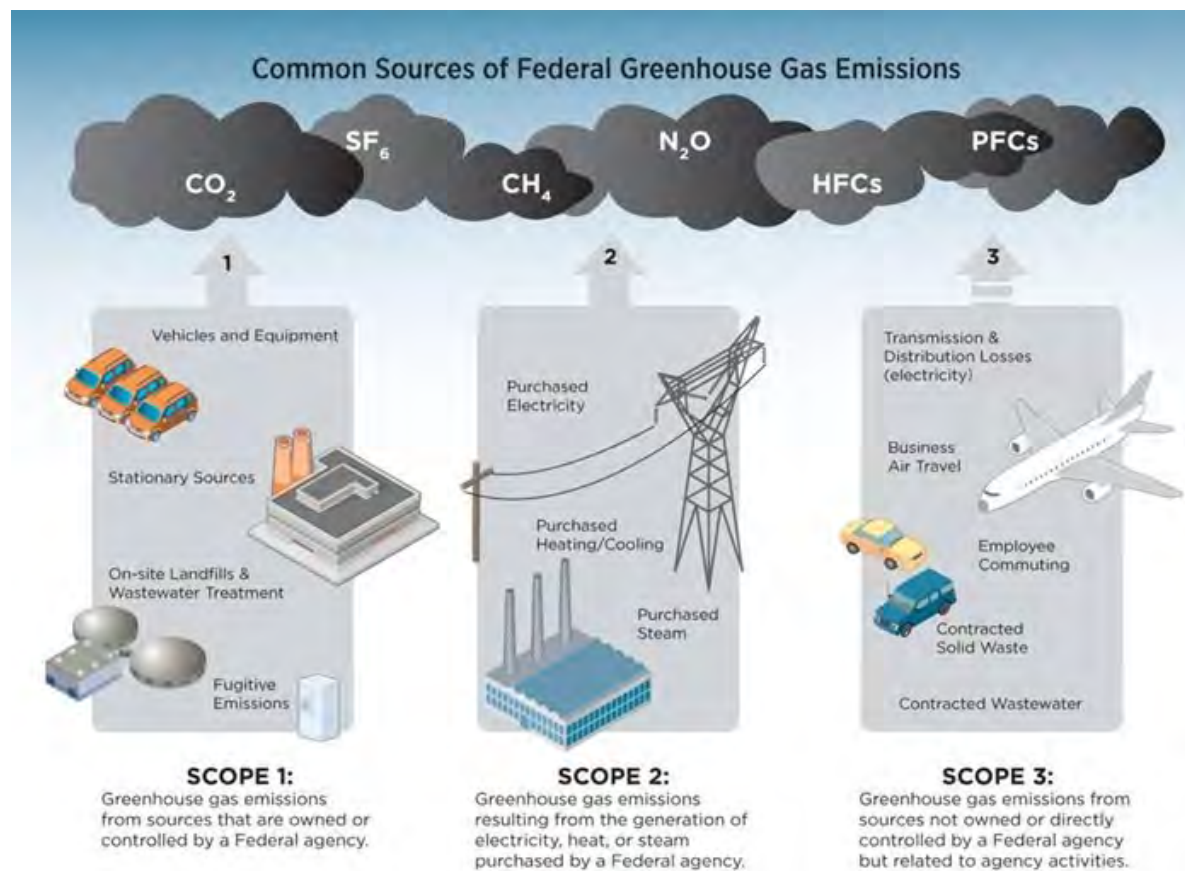 Common Sources of Federal Greenhouse Gas Emissions
CO₂
SF₆
CH₄
N₂O
HFCs
PFCs
1
2
3
Vehicles and Equipment
Stationary Sources
On-site Landfills &
Wastewater Treatment
Fugitive
Emissions
Purchased
Electricity
Purchased
Heating/Cooling
Purchased
Steam
Transmission &
Distribution Losses
(electricity)
Business
Air Travel
Employee
Commuting
Contracted
Solid Waste
Contracted Wastewater
SCOPE 1:
Greenhouse gas emissions
from sources that are owned or
controlled by a Federal agency.
SCOPE 2:
Greenhouse gas emissions
resulting from the generation of
electricity, heat, or steam
purchased by a Federal agency.
SCOPE 3:
Greenhouse gas emissions from
sources not owned or directly
controlled by a Federal agency
but related to agency activities.